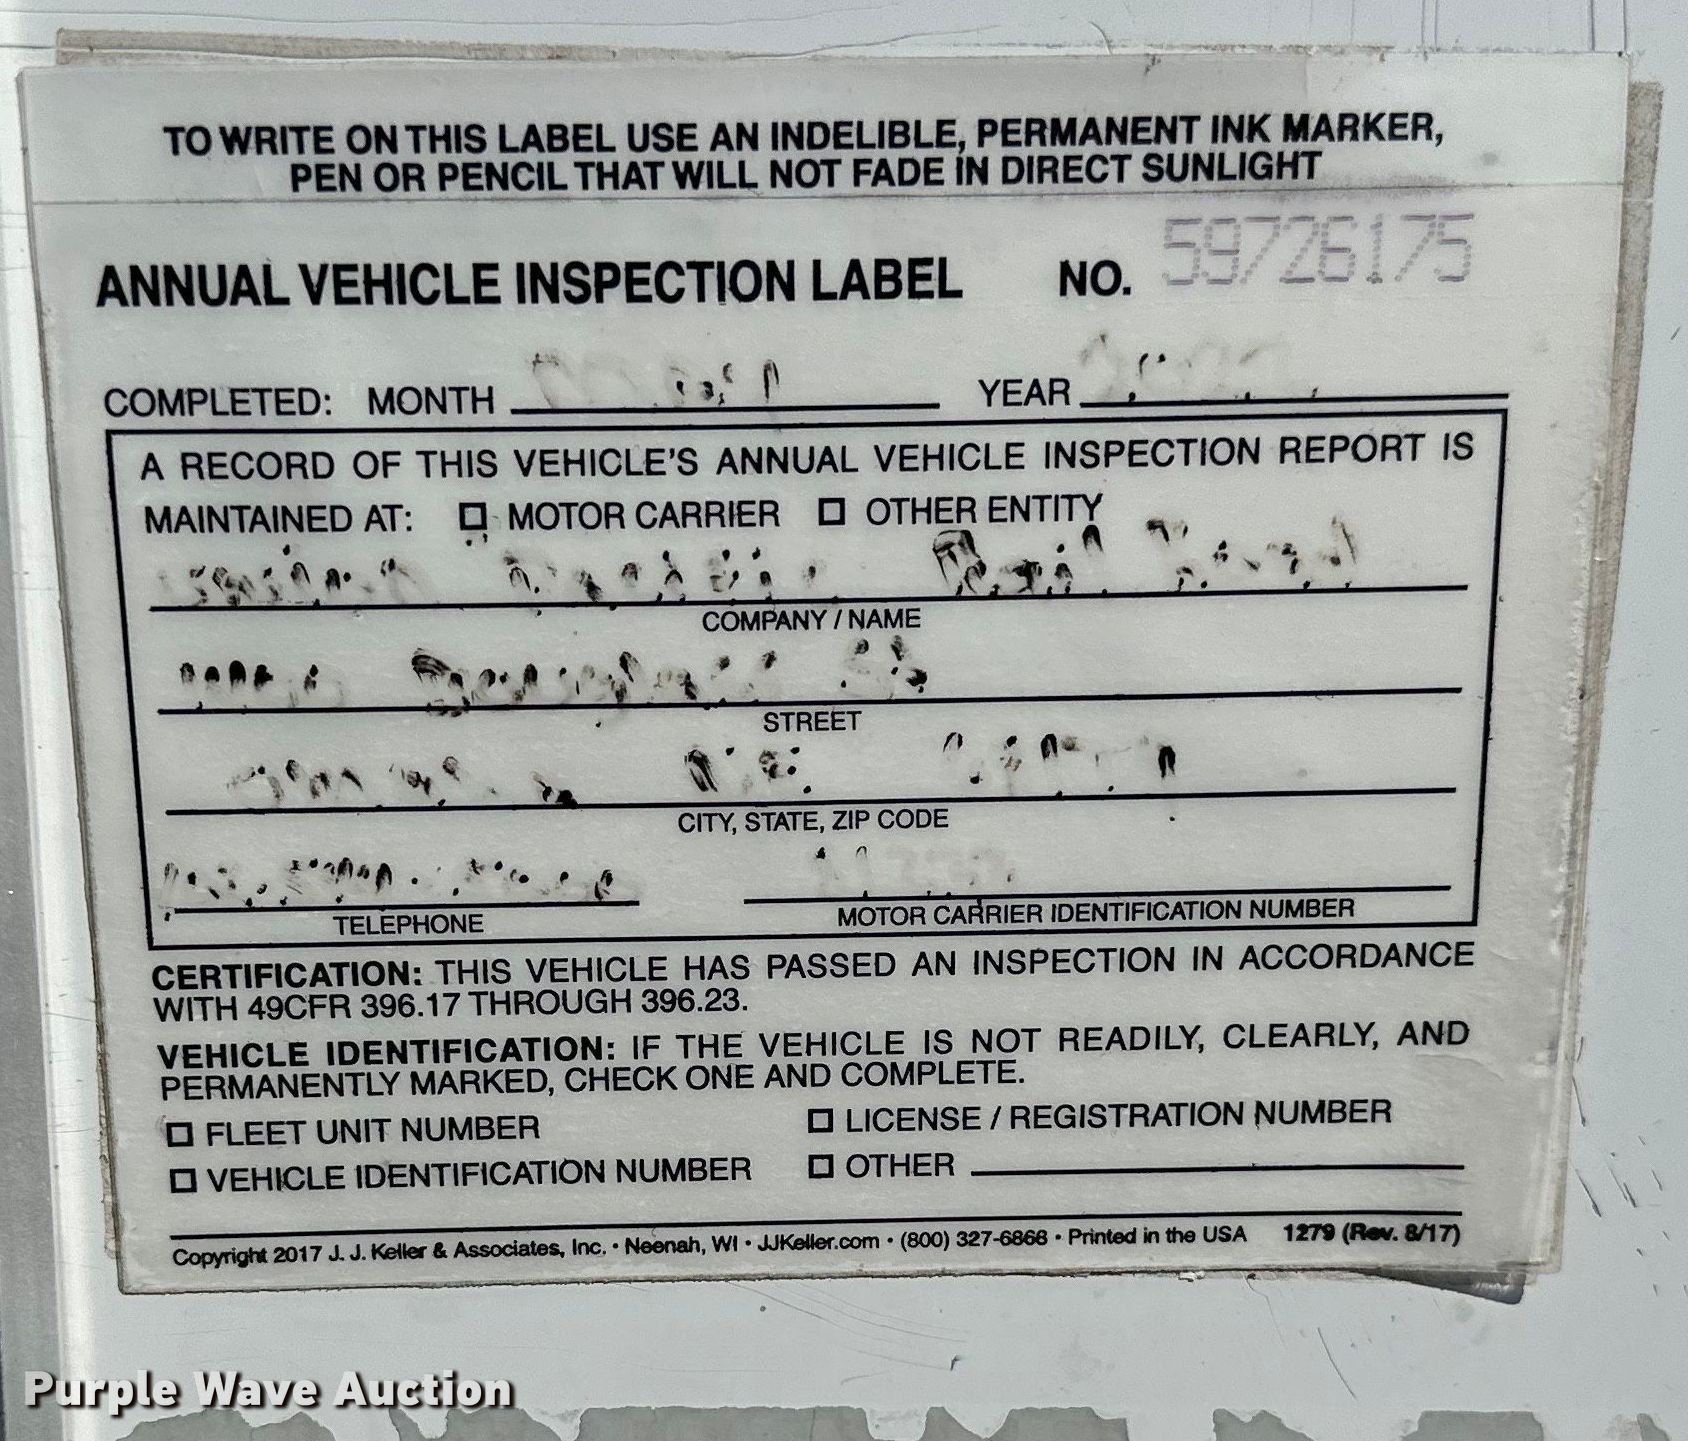 TO WRITE ON THIS LABEL USE AN INDELIBLE, PERMANENT INK MARKER,
PEN OR PENCIL THAT WILL NOT FADE IN DIRECT SUNLIGHT
ANNUAL VEHICLE INSPECTION LABEL NO. 59726175
COMPLETED: MONTH YEAR
A RECORD OF THIS VEHICLE'S ANNUAL VEHICLE INSPECTION REPORT IS
MAINTAINED AT: MOTOR CARRIER OTHER ENTITY
COMPANY / NAME
STREET
CITY, STATE, ZIP CODE
TELEPHONE MOTOR CARRIER IDENTIFICATION NUMBER
CERTIFICATION: THIS VEHICLE HAS PASSED AN INSPECTION IN ACCORDANCE
WITH 49CFR 396.17 THROUGH 396.23.
VEHICLE IDENTIFICATION: IF THE VEHICLE IS NOT READILY, CLEARLY, AND
PERMANENTLY MARKED, CHECK ONE AND COMPLETE.
FLEET UNIT NUMBER LICENSE / REGISTRATION NUMBER
VEHICLE IDENTIFICATION NUMBER OTHER
Copyright 2017 J. J. Keller & Associates, Inc. • Neenah, WI • JJKeller.com • (800) 327-6868 • Printed in the USA 1279 (Rev. 8/17)
Purple Wave Auction